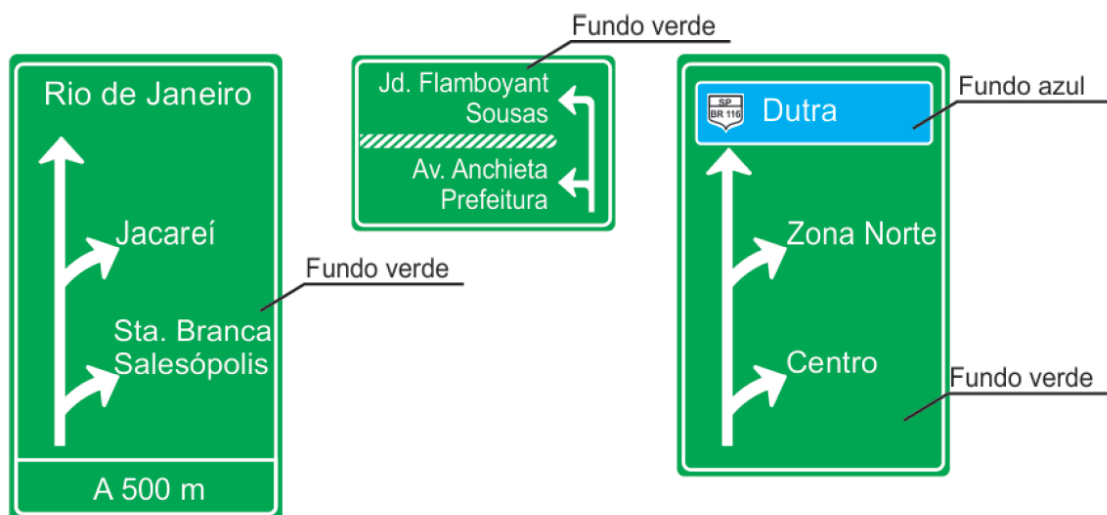 Fundo verde
Rio de Janeiro
Jacareí
Sta. Branca
Salesópolis
A 500 m
Fundo verde
Jd. Flamboyant
Sousas
Av. Anchieta
Prefeitura
Fundo azul
SP
BR 116
Dutra
Zona Norte
Centro
Fundo verde